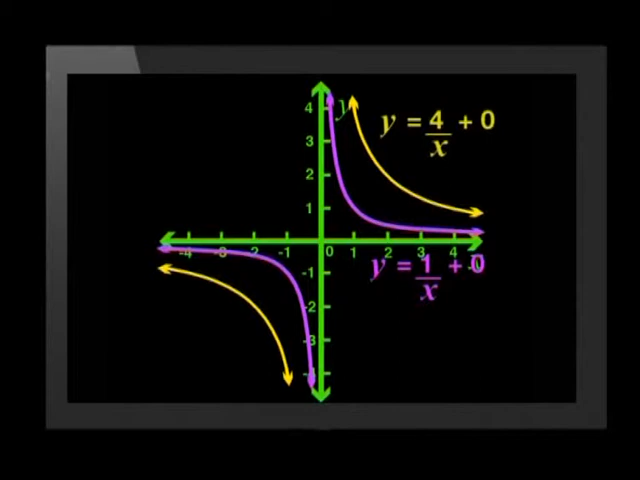 4 y
y = 4/x + 0
3
2
1
-4 -3 -2 -1 0 1 2 3 4
y = 1/x + 0
-1
-2
-3